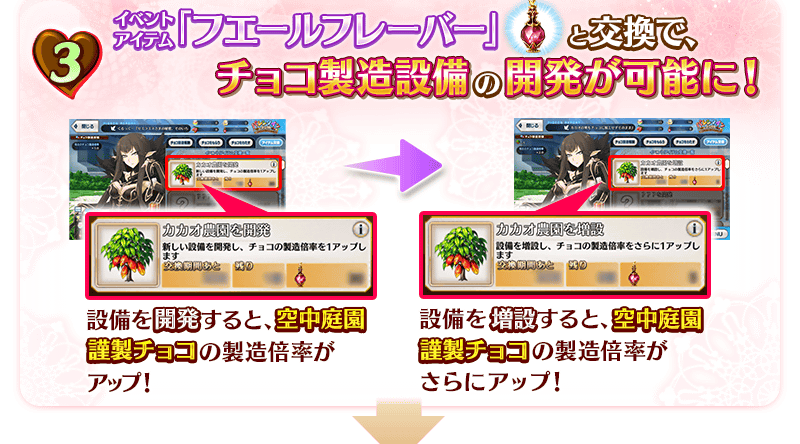 3
イベント
アイテム「フエールフレーバー」と交換で、
チョコ製造設備の開発が可能に!
閉じる
閉じる
カカオ農園を開発
新しい設備を開発し、チョコの製造倍率を1アップし
ます
交換期間あと 残り
カカオ農園を増設
設備を増設し、チョコの製造倍率をさらに1アップし
ます
交換期間あと 残り
設備を開発すると、空中庭園
謹製チョコの製造倍率が
アップ!
設備を増設すると、空中庭園
謹製チョコの製造倍率が
さらにアップ!